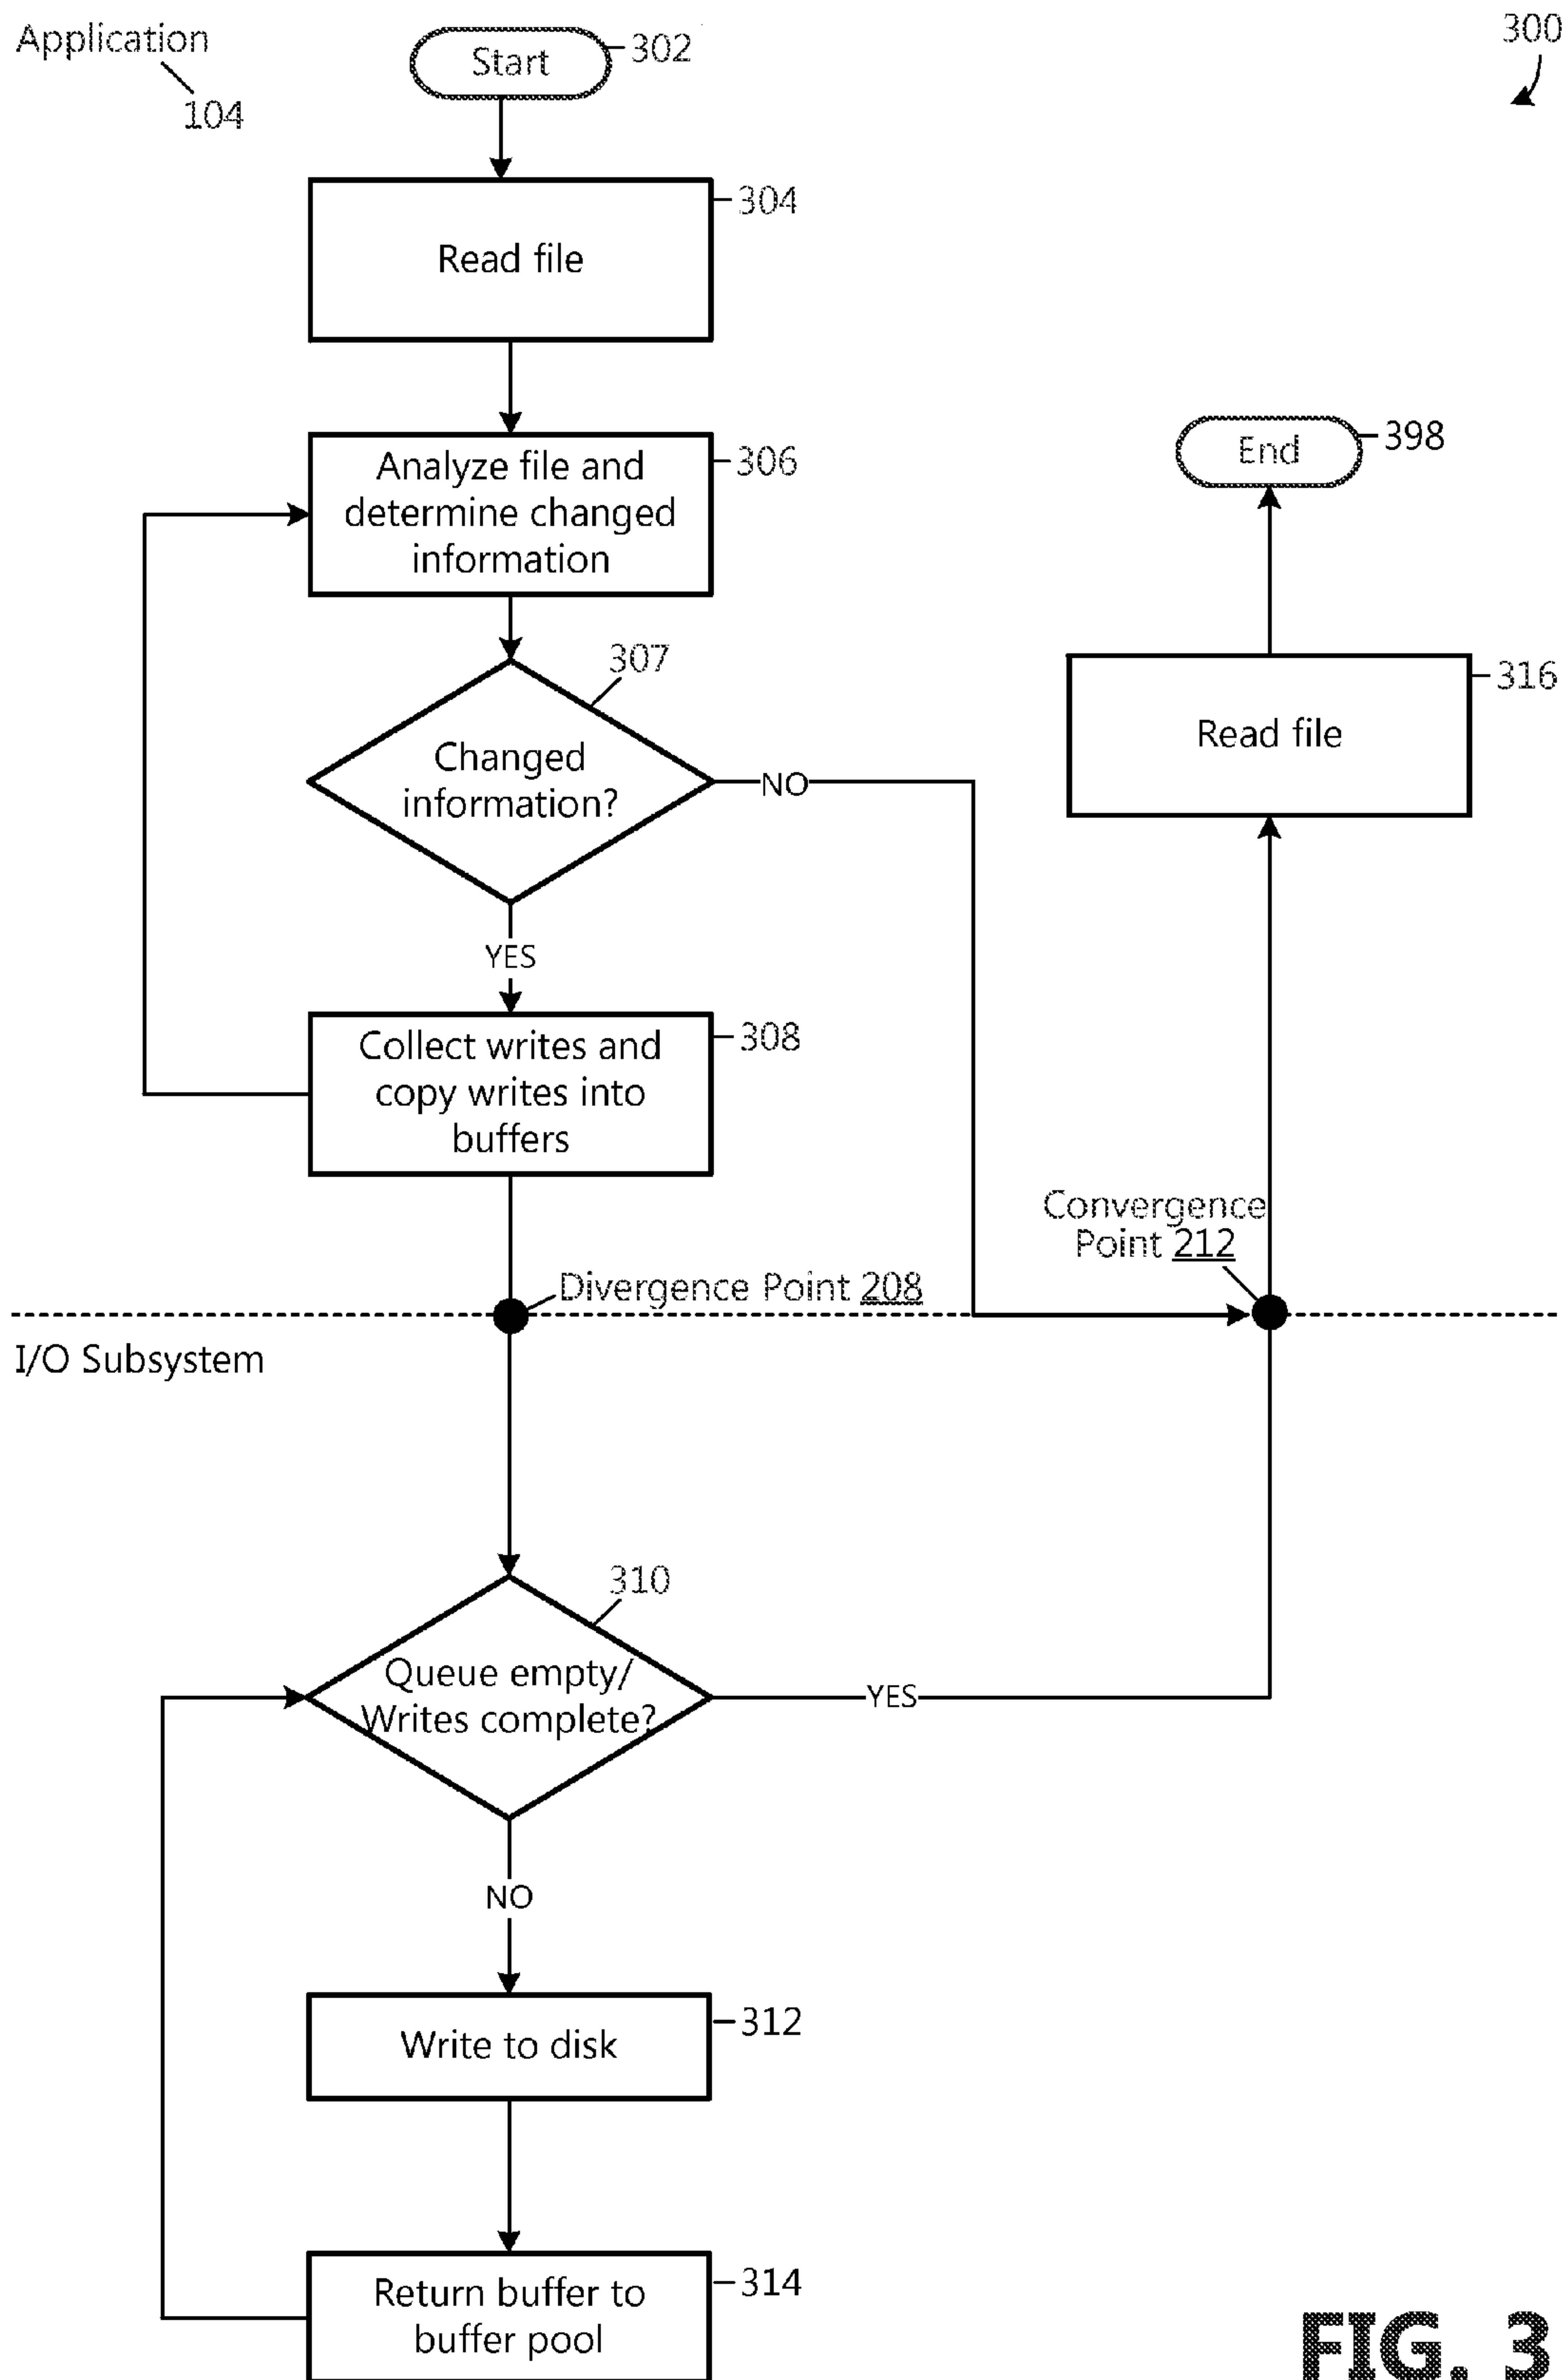 Application
104
300
Start
302
Read file
304
Analyze file and
determine changed
information
306
End
398
307
Changed
information?
NO
YES
Read file
316
Collect writes and
copy writes into
buffers
308
Convergence
Point 212
Divergence Point 208
I/O Subsystem
310
Queue empty/
Writes complete?
YES
NO
Write to disk
312
Return buffer to
buffer pool
314
FIG. 3